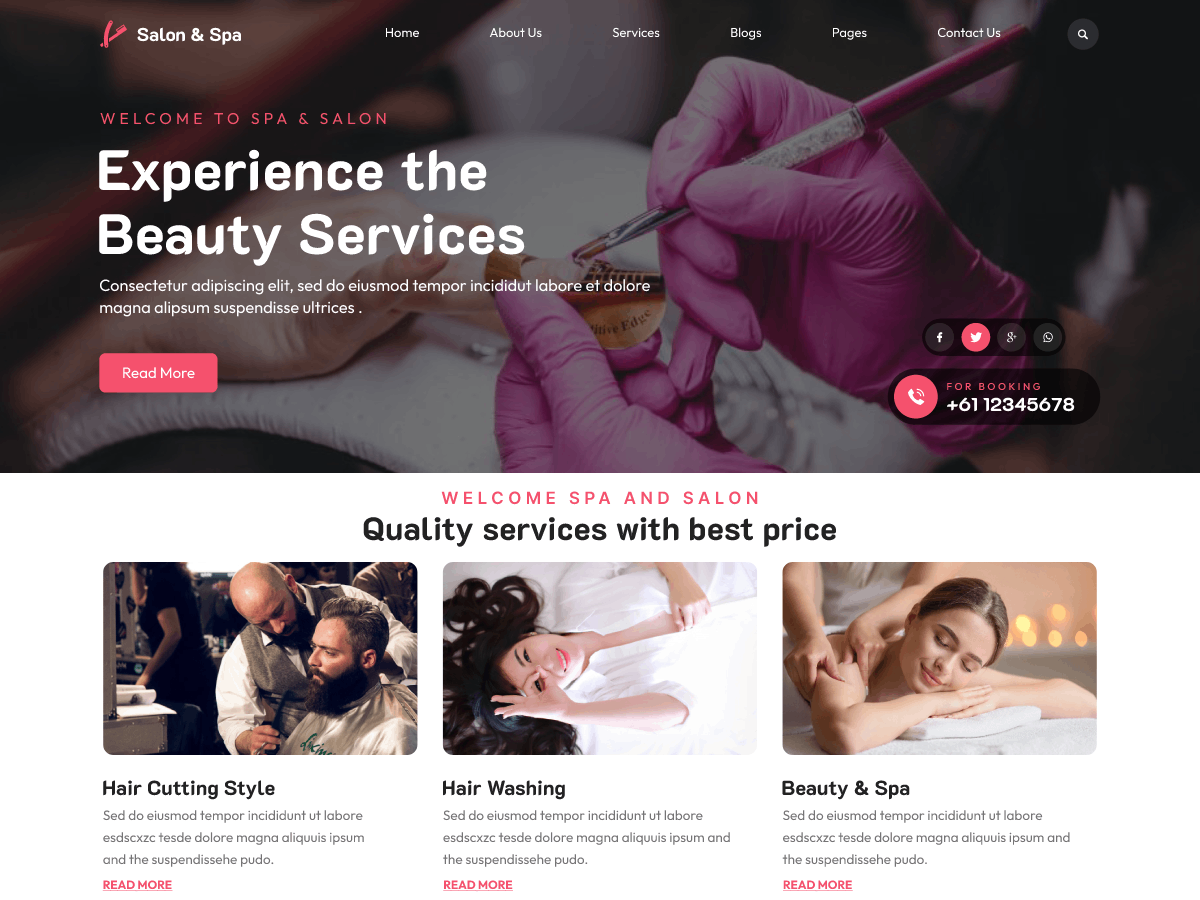 Salon & Spa
Home
About Us
Services
Blogs
Pages
Contact Us
WELCOME TO SPA & SALON
Experience the
Beauty Services
Consectetur adipiscing elit, sed do eiusmod tempor incididut labore et dolore
magna alipsum suspendisse ultrices .
Read More
FOR BOOKING
+61 12345678
WELCOME SPA AND SALON
Quality services with best price
Hair Cutting Style
Sed do eiusmod tempor incididunt ut labore
esdscxzc tesde dolore magna aliquuis ipsum
and the suspendissehe pudo.
READ MORE
Hair Washing
Sed do eiusmod tempor incididunt ut labore
esdscxzc tesde dolore magna aliquuis ipsum and
the suspendissehe pudo.
READ MORE
Beauty & Spa
Sed do eiusmod tempor incididunt ut labore
esdscxzc tesde dolore magna aliquuis ipsum and
the suspendissehe pudo.
READ MORE